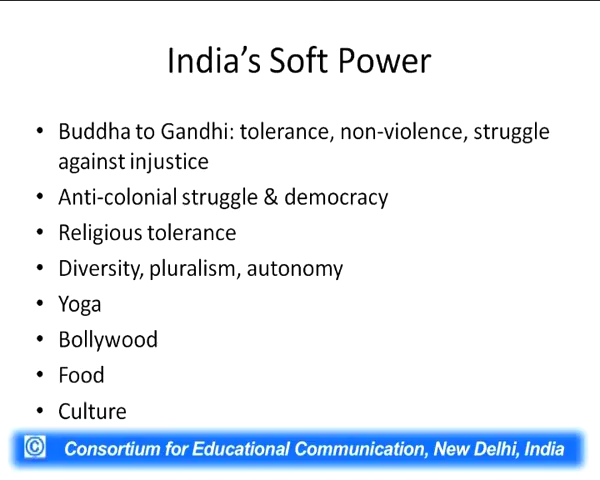 India's Soft Power
• Buddha to Gandhi: tolerance, non-violence, struggle
against injustice
• Anti-colonial struggle & democracy
• Religious tolerance
• Diversity, pluralism, autonomy
• Yoga
• Bollywood
• Food
• Culture
© Consortium for Educational Communication, New Delhi, India